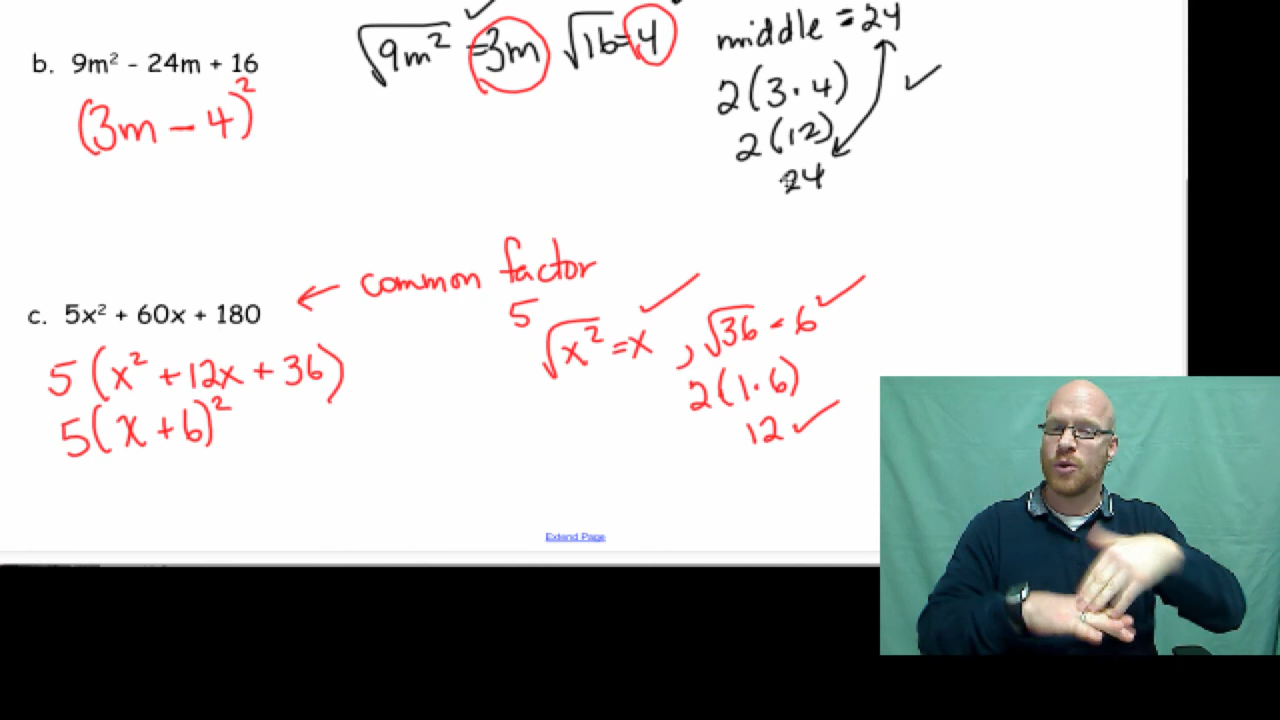 √9m² = 3m √16 = 4
middle = 24
b. 9m² - 24m + 16
(3m - 4)²
2(3·4)
2(12)
24
common factor
5
c. 5x² + 60x + 180
√x² = x, √36 = 6
5(x² + 12x + 36)
2(1·6)
5(x + 6)²
12
Extend Page